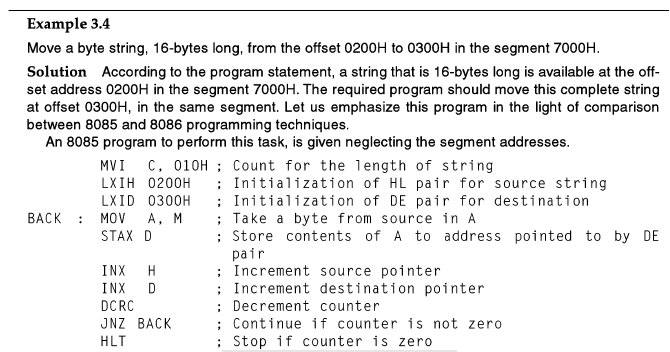 Example 3.4
Move a byte string, 16-bytes long, from the offset 0200H to 0300H in the segment 7000H.
Solution According to the program statement, a string that is 16-bytes long is available at the off-
set address 0200H in the segment 7000H. The required program should move this complete string
at offset 0300H, in the same segment. Let us emphasize this program in the light of comparison
between 8085 and 8086 programming techniques.
An 8085 program to perform this task, is given neglecting the segment addresses.
MVI C, 010H ; Count for the length of string
LXIH 0200H ; Initialization of HL pair for source string
LXID 0300H ; Initialization of DE pair for destination
BACK : MOV A, M ; Take a byte from source in A
STAX D ; Store contents of A to address pointed to by DE
pair
INX H ; Increment source pointer
INX D ; Increment destination pointer
DCRC ; Decrement counter
JNZ BACK ; Continue if counter is not zero
HLT ; Stop if counter is zero